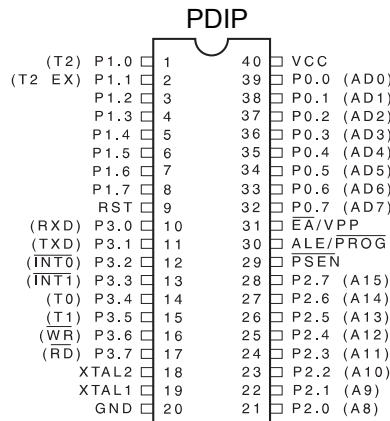 PDIP
(T2) P1.0 1 40 VCC
(T2 EX) P1.1 2 39 P0.0 (AD0)
P1.2 3 38 P0.1 (AD1)
P1.3 4 37 P0.2 (AD2)
P1.4 5 36 P0.3 (AD3)
P1.5 6 35 P0.4 (AD4)
P1.6 7 34 P0.5 (AD5)
P1.7 8 33 P0.6 (AD6)
RST 9 32 P0.7 (AD7)
(RXD) P3.0 10 31 E̅A̅/VPP
(TXD) P3.1 11 30 ALE/P̅R̅O̅G̅
(I̅N̅T̅0̅) P3.2 12 29 P̅S̅E̅N̅
(I̅N̅T̅1̅) P3.3 13 28 P2.7 (A15)
(T0) P3.4 14 27 P2.6 (A14)
(T1) P3.5 15 26 P2.5 (A13)
(W̅R̅) P3.6 16 25 P2.4 (A12)
(R̅D̅) P3.7 17 24 P2.3 (A11)
XTAL2 18 23 P2.2 (A10)
XTAL1 19 22 P2.1 (A9)
GND 20 21 P2.0 (A8)